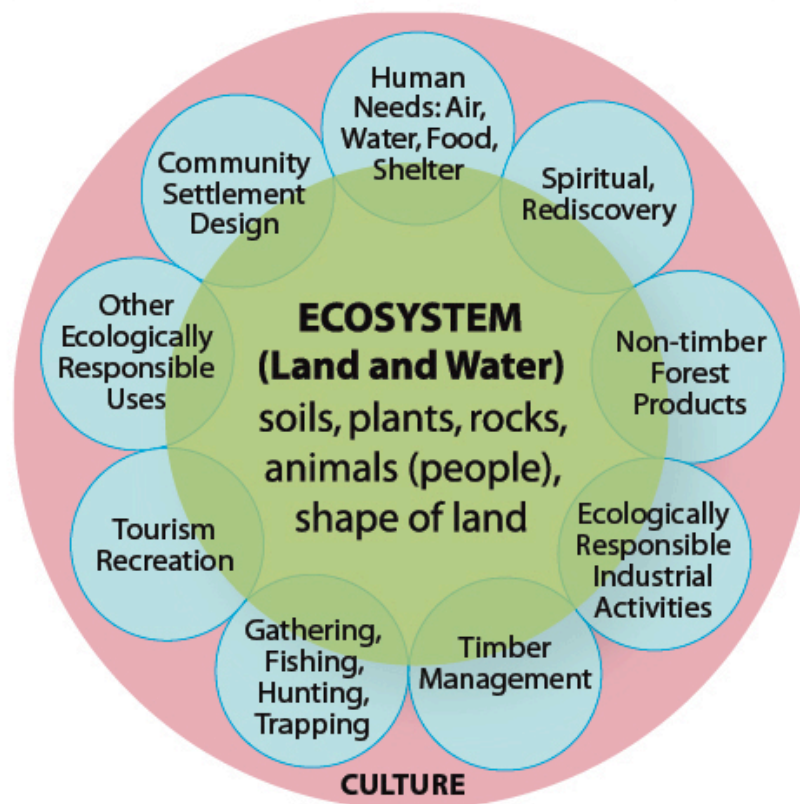 Human
Needs: Air,
Water, Food,
Shelter
Spiritual,
Rediscovery
Non-timber
Forest
Products
Ecologically
Responsible
Industrial
Activities
Timber
Management
Gathering,
Fishing,
Hunting,
Trapping
Tourism
Recreation
Other
Ecologically
Responsible
Uses
Community
Settlement
Design
ECOSYSTEM
(Land and Water)
soils, plants, rocks,
animals (people),
shape of land
CULTURE